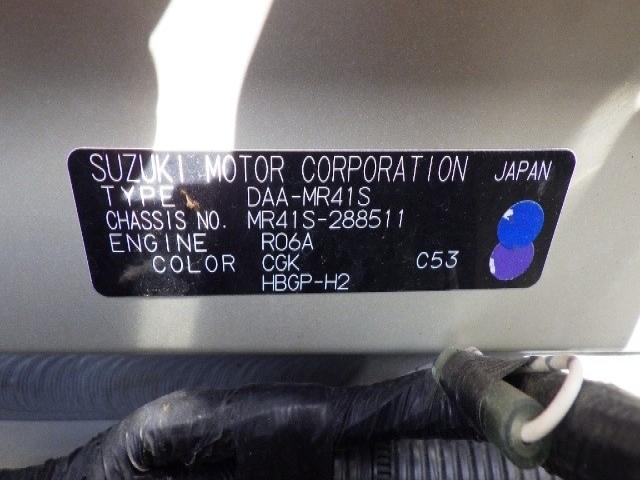 SUZUKI MOTOR CORPORATION JAPAN
TYPE DAA-MR41S
CHASSIS NO. MR41S-288511
ENGINE R06A
COLOR CGK C53
HBGP-H2